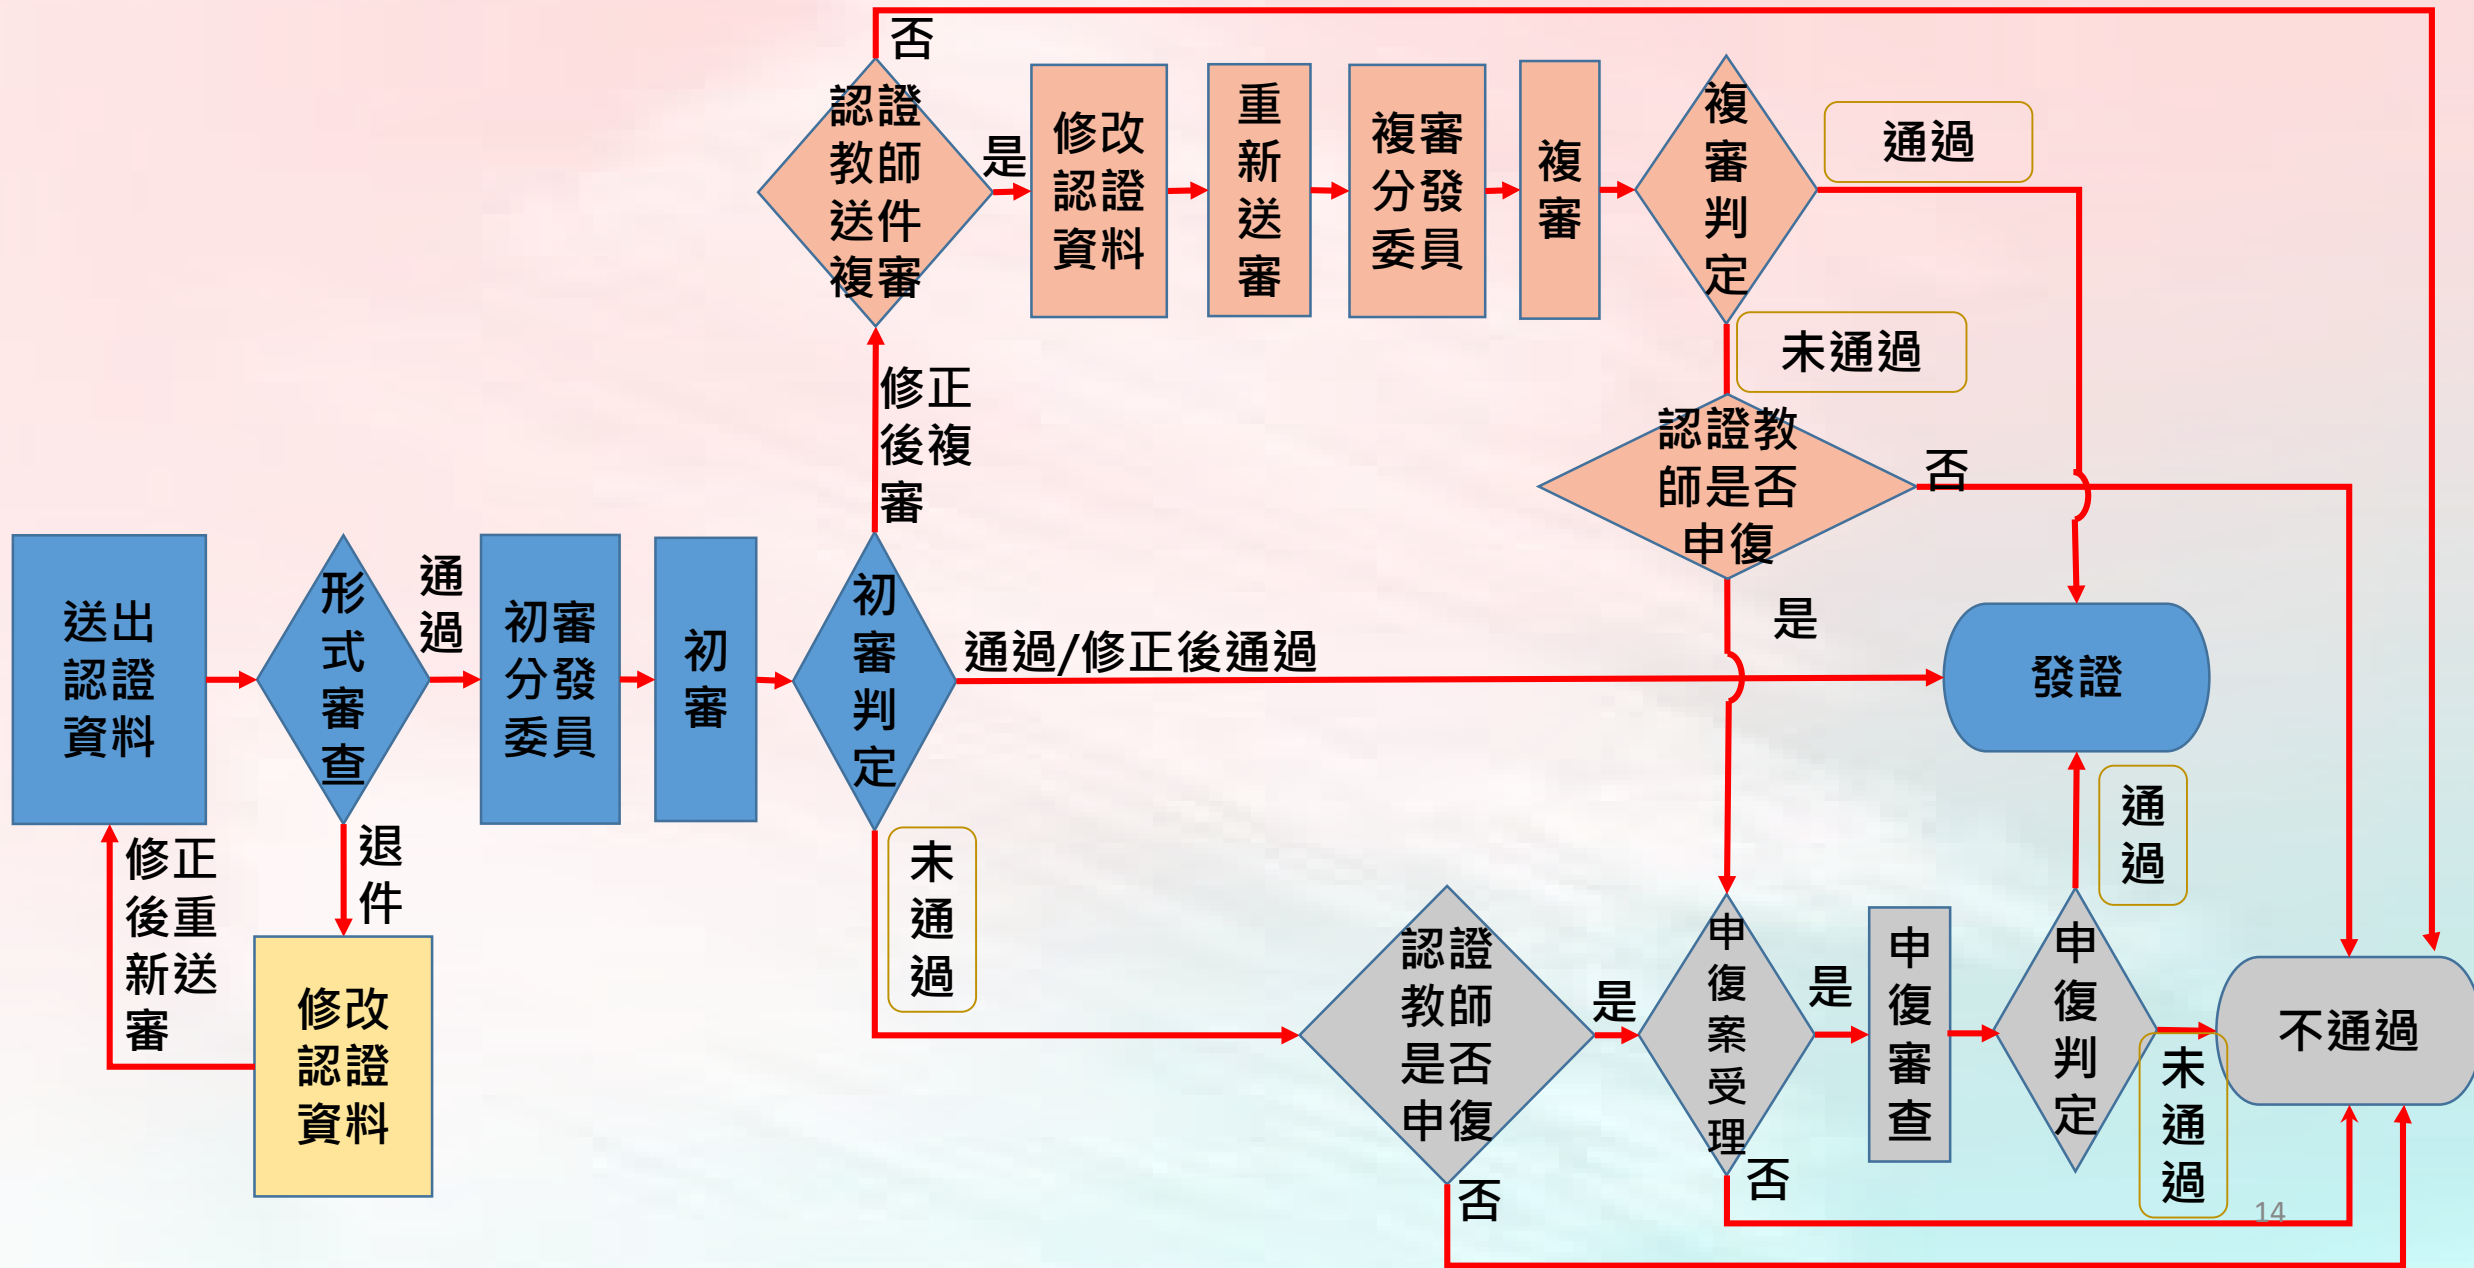 否
認證
教師
送件
複審
是
修改
認證
資料
重
新
送
審
複審
分發
委員
複
審
複
審
判
定
通過
未通過
修正
後複
審
認證教
師是否
申復
否
是
送出
認證
資料
形
式
審
查
通
過
初審
分發
委員
初
審
初
審
判
定
通過/修正後通過
發證
退
件
修正
後重
新送
審
修改
認證
資料
未
通
過
認證
教師
是否
申復
是
否
申
復
案
受
理
是
否
申
復
審
查
申
復
判
定
通
過
未
通
過
不通過
14